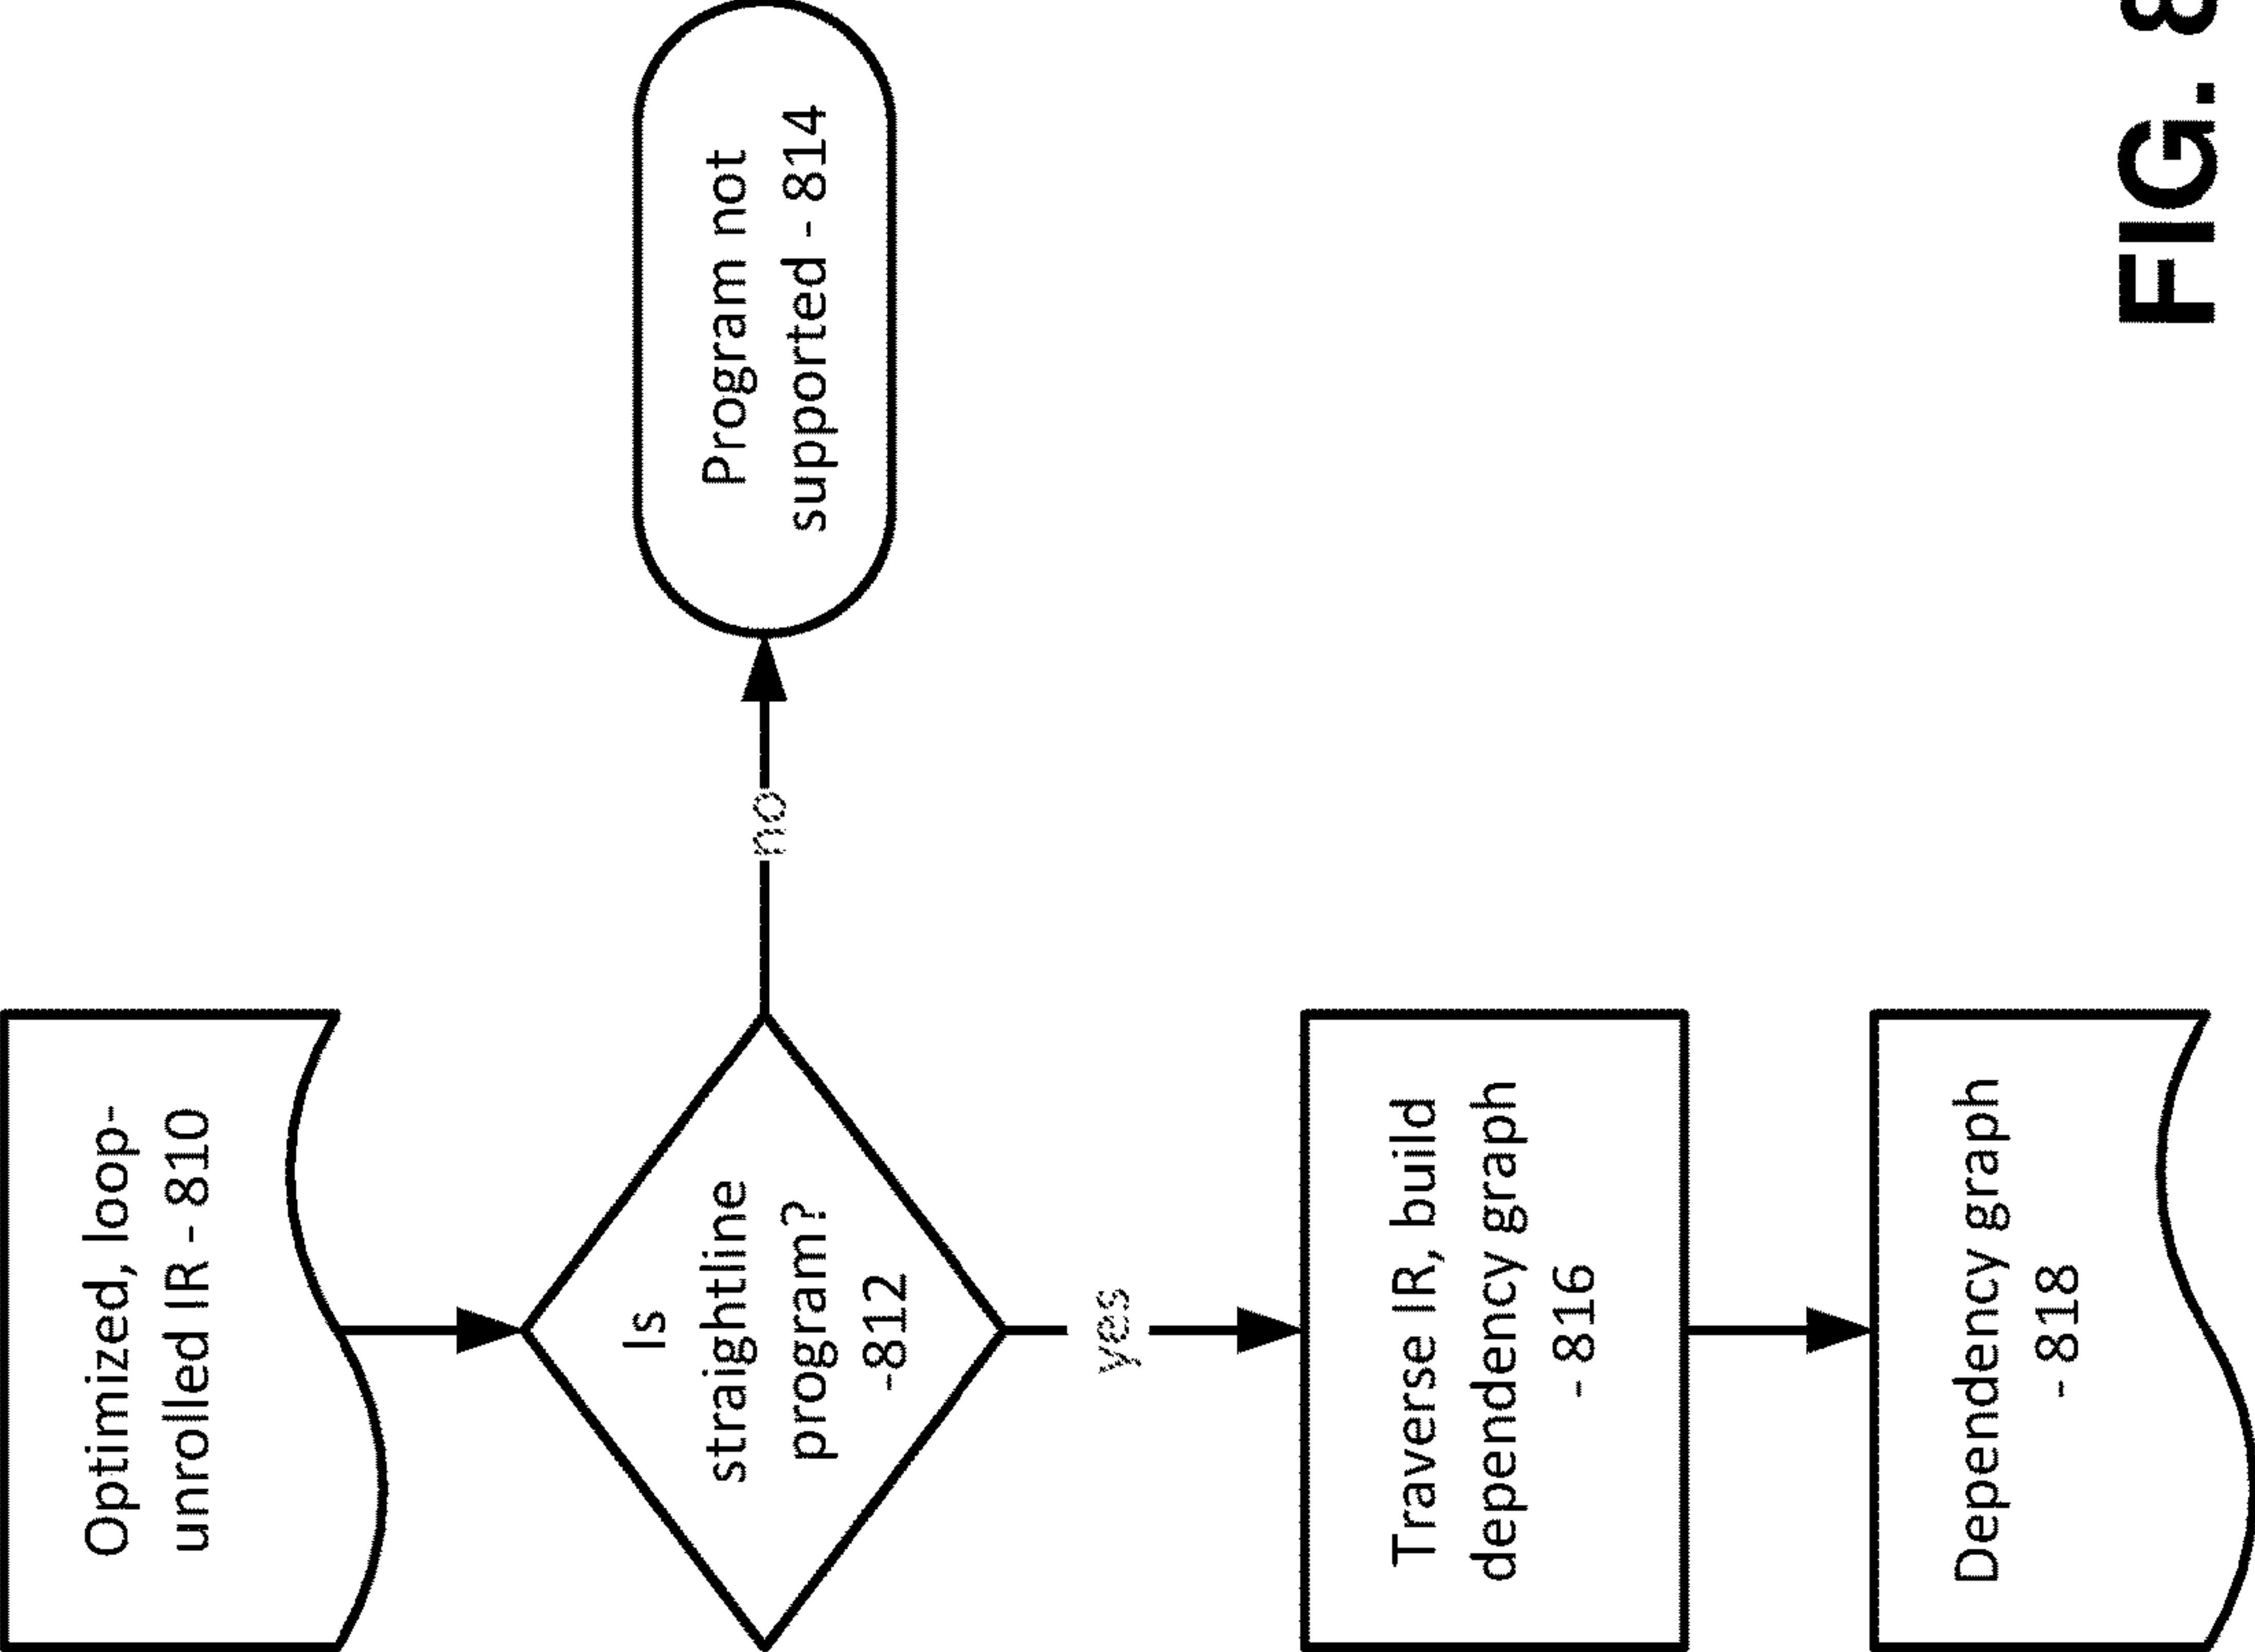 Optimized, loop-
unrolled IR - 810
Is
straightline
program?
-812
no
Program not
supported - 814
yes
Traverse IR, build
dependency graph
- 816
Dependency graph
- 818
FIG. 8